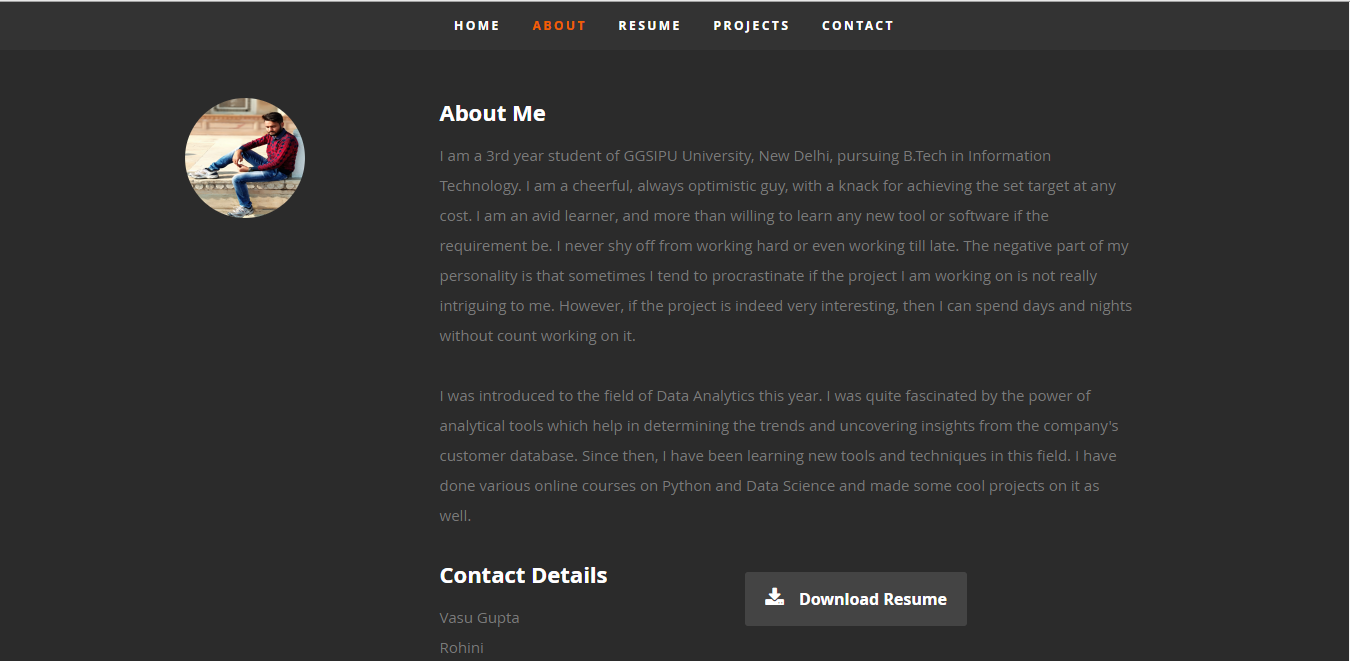 HOME ABOUT RESUME PROJECTS CONTACT
About Me
I am a 3rd year student of GGSIPU University, New Delhi, pursuing B.Tech in Information
Technology. I am a cheerful, always optimistic guy, with a knack for achieving the set target at any
cost. I am an avid learner, and more than willing to learn any new tool or software if the
requirement be. I never shy off from working hard or even working till late. The negative part of my
personality is that sometimes I tend to procrastinate if the project I am working on is not really
intriguing to me. However, if the project is indeed very interesting, then I can spend days and nights
without count working on it.
I was introduced to the field of Data Analytics this year. I was quite fascinated by the power of
analytical tools which help in determining the trends and uncovering insights from the company's
customer database. Since then, I have been learning new tools and techniques in this field. I have
done various online courses on Python and Data Science and made some cool projects on it as
well.
Contact Details
Download Resume
Vasu Gupta
Rohini